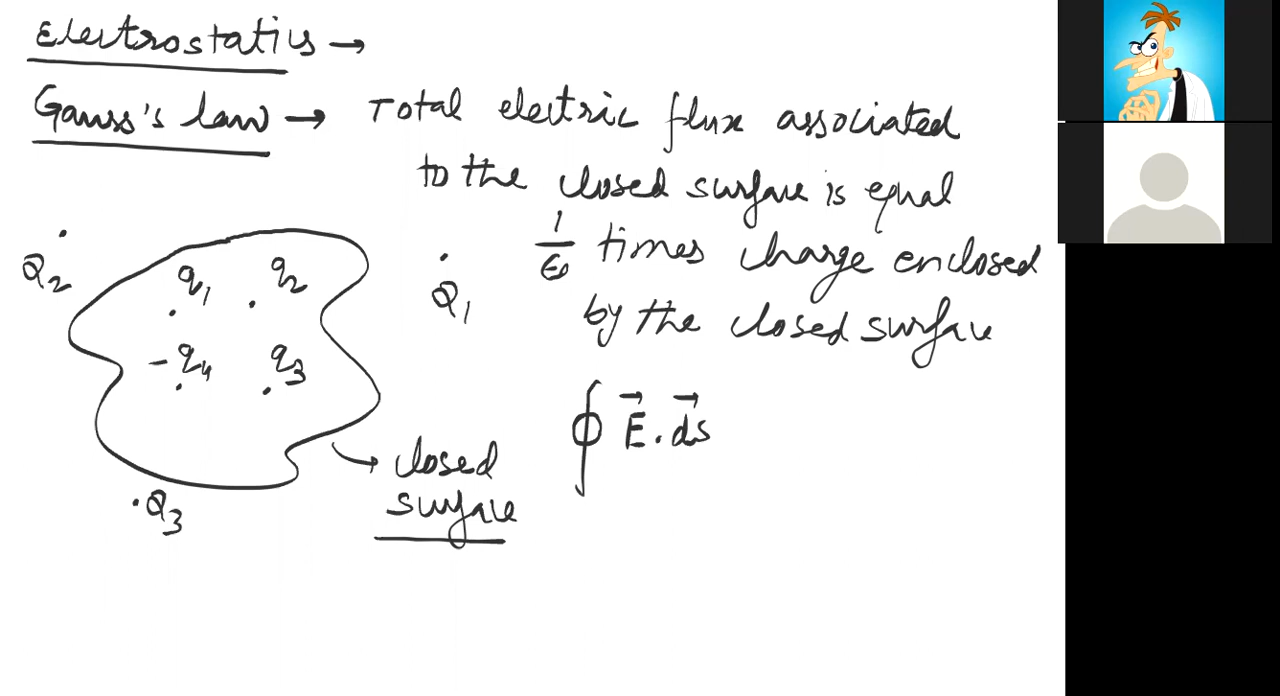 Electrostatics →
Gauss's law → Total electric flux associated
to the closed surface is equal
1/ε₀ times charge enclosed
by the closed surface
Q₂
q₁ q₂
Q₁
-q₄ q₃
∮ E⃗ . d⃗s
→ closed
surface
Q₃